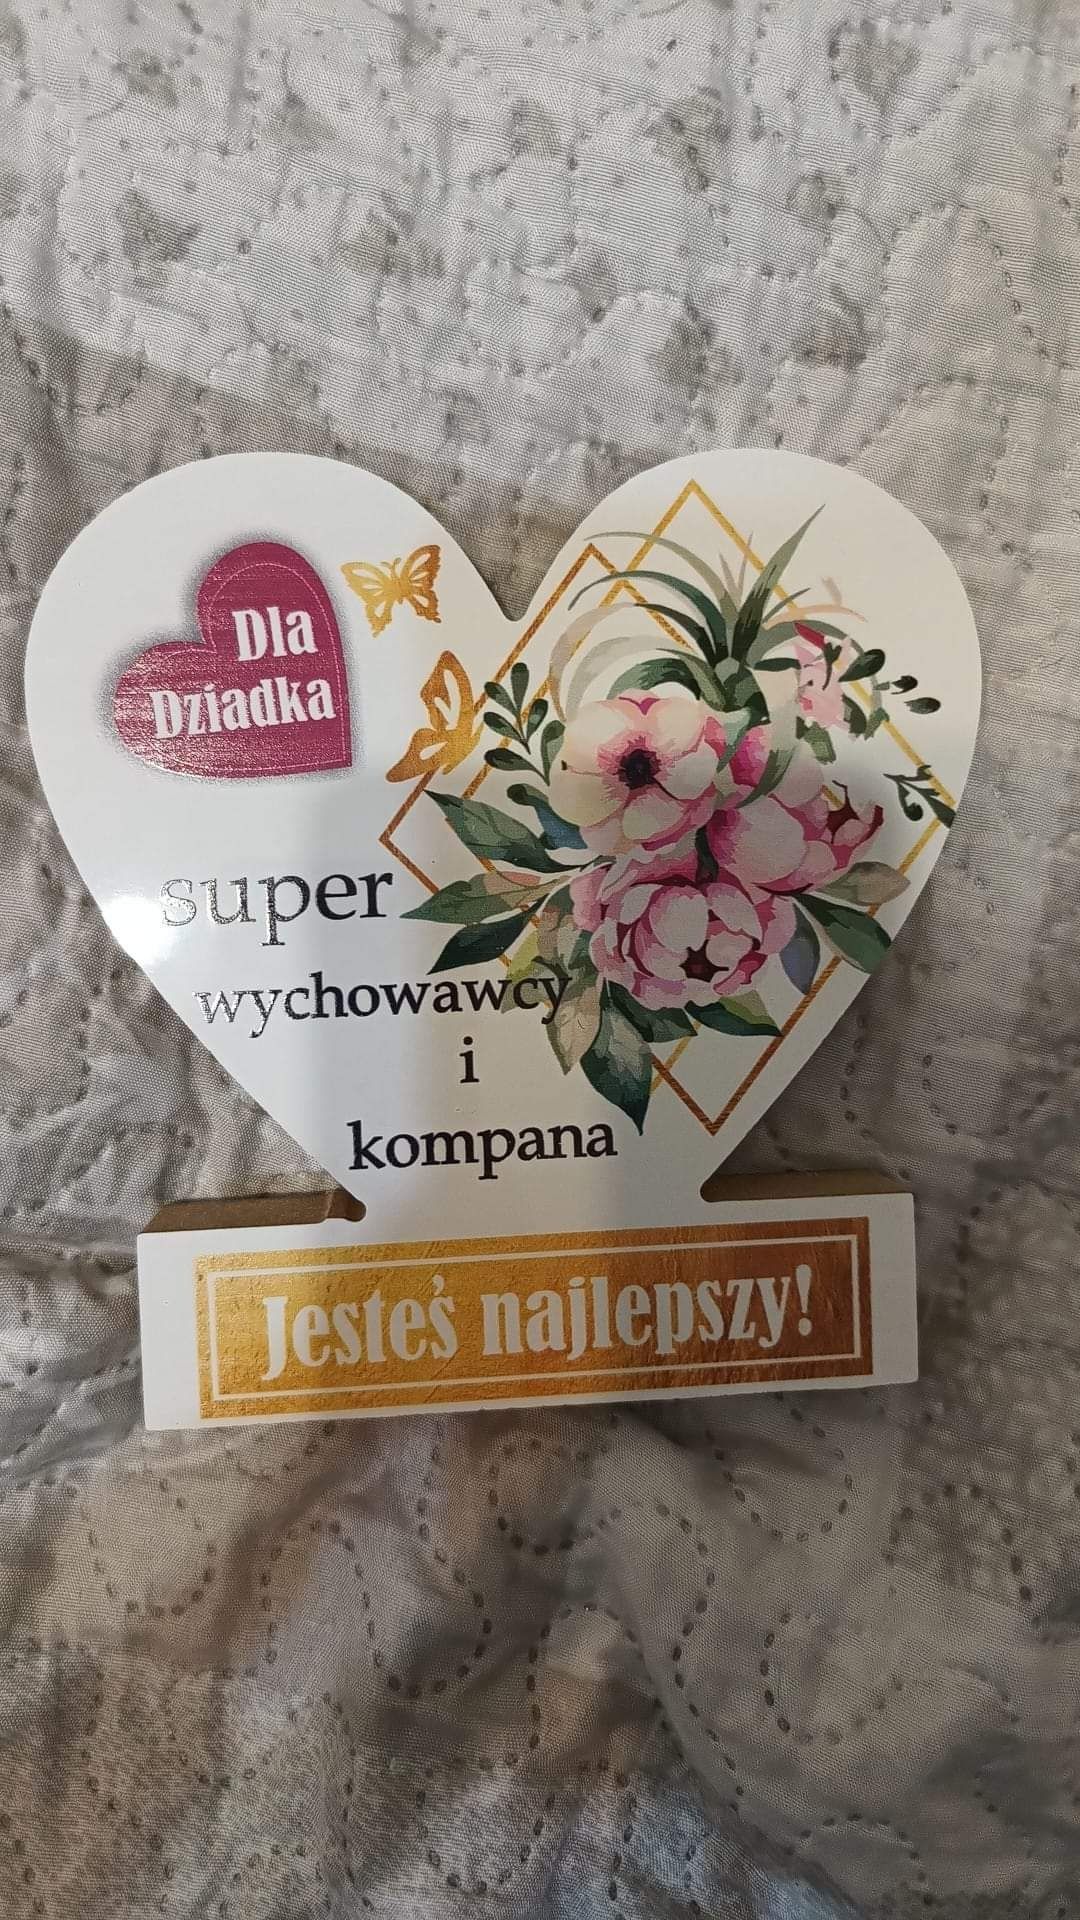 Dla
Dziadka
super
wychowawcy
i
kompana
Jesteś najlepszy!